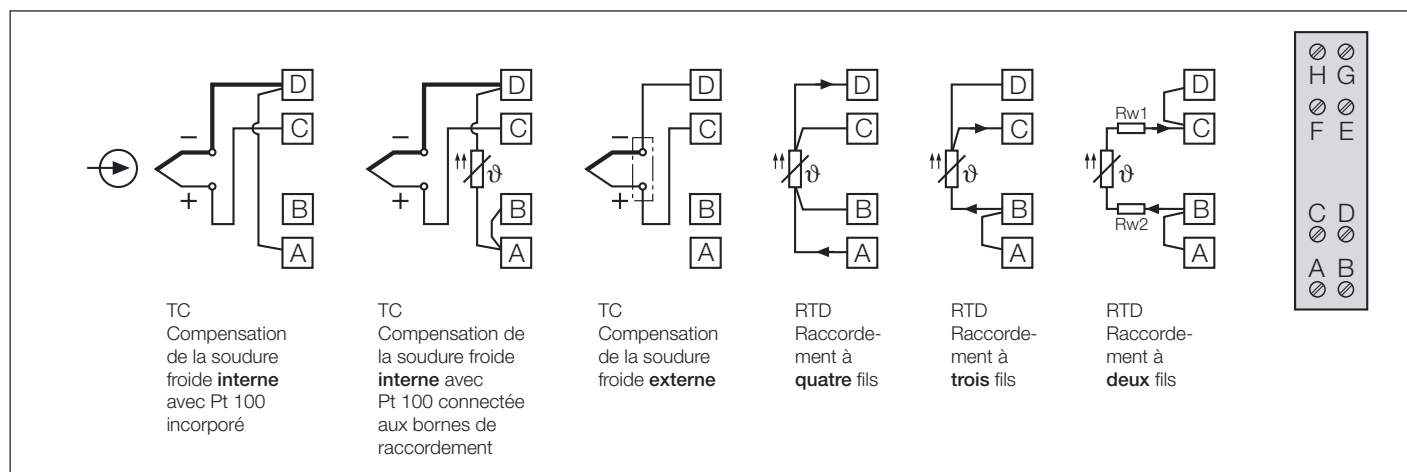 D
C
B
A
−
+
TC
Compensation
de la soudure
froide interne
avec Pt 100
incorporé
D
C
B
A
−
+
ϑ
TC
Compensation de
la soudure froide
interne avec
Pt 100 connectée
aux bornes de
raccordement
D
C
B
A
−
+
TC
Compensation
de la soudure
froide externe
D
C
B
A
ϑ
RTD
Raccorde-
ment à
quatre fils
D
C
B
A
ϑ
RTD
Raccorde-
ment à
trois fils
D
C
B
A
Rw1
ϑ
Rw2
RTD
Raccorde-
ment à
deux fils
H G
F E
C D
A B